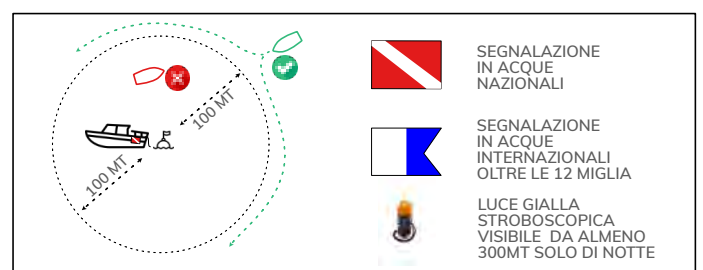 100 MT
100 MT
SEGNALAZIONE
IN ACQUE
NAZIONALI
SEGNALAZIONE
IN ACQUE
INTERNAZIONALI
OLTRE LE 12 MIGLIA
LUCE GIALLA
STROBOSCOPICA
VISIBILE DA ALMENO
300MT SOLO DI NOTTE